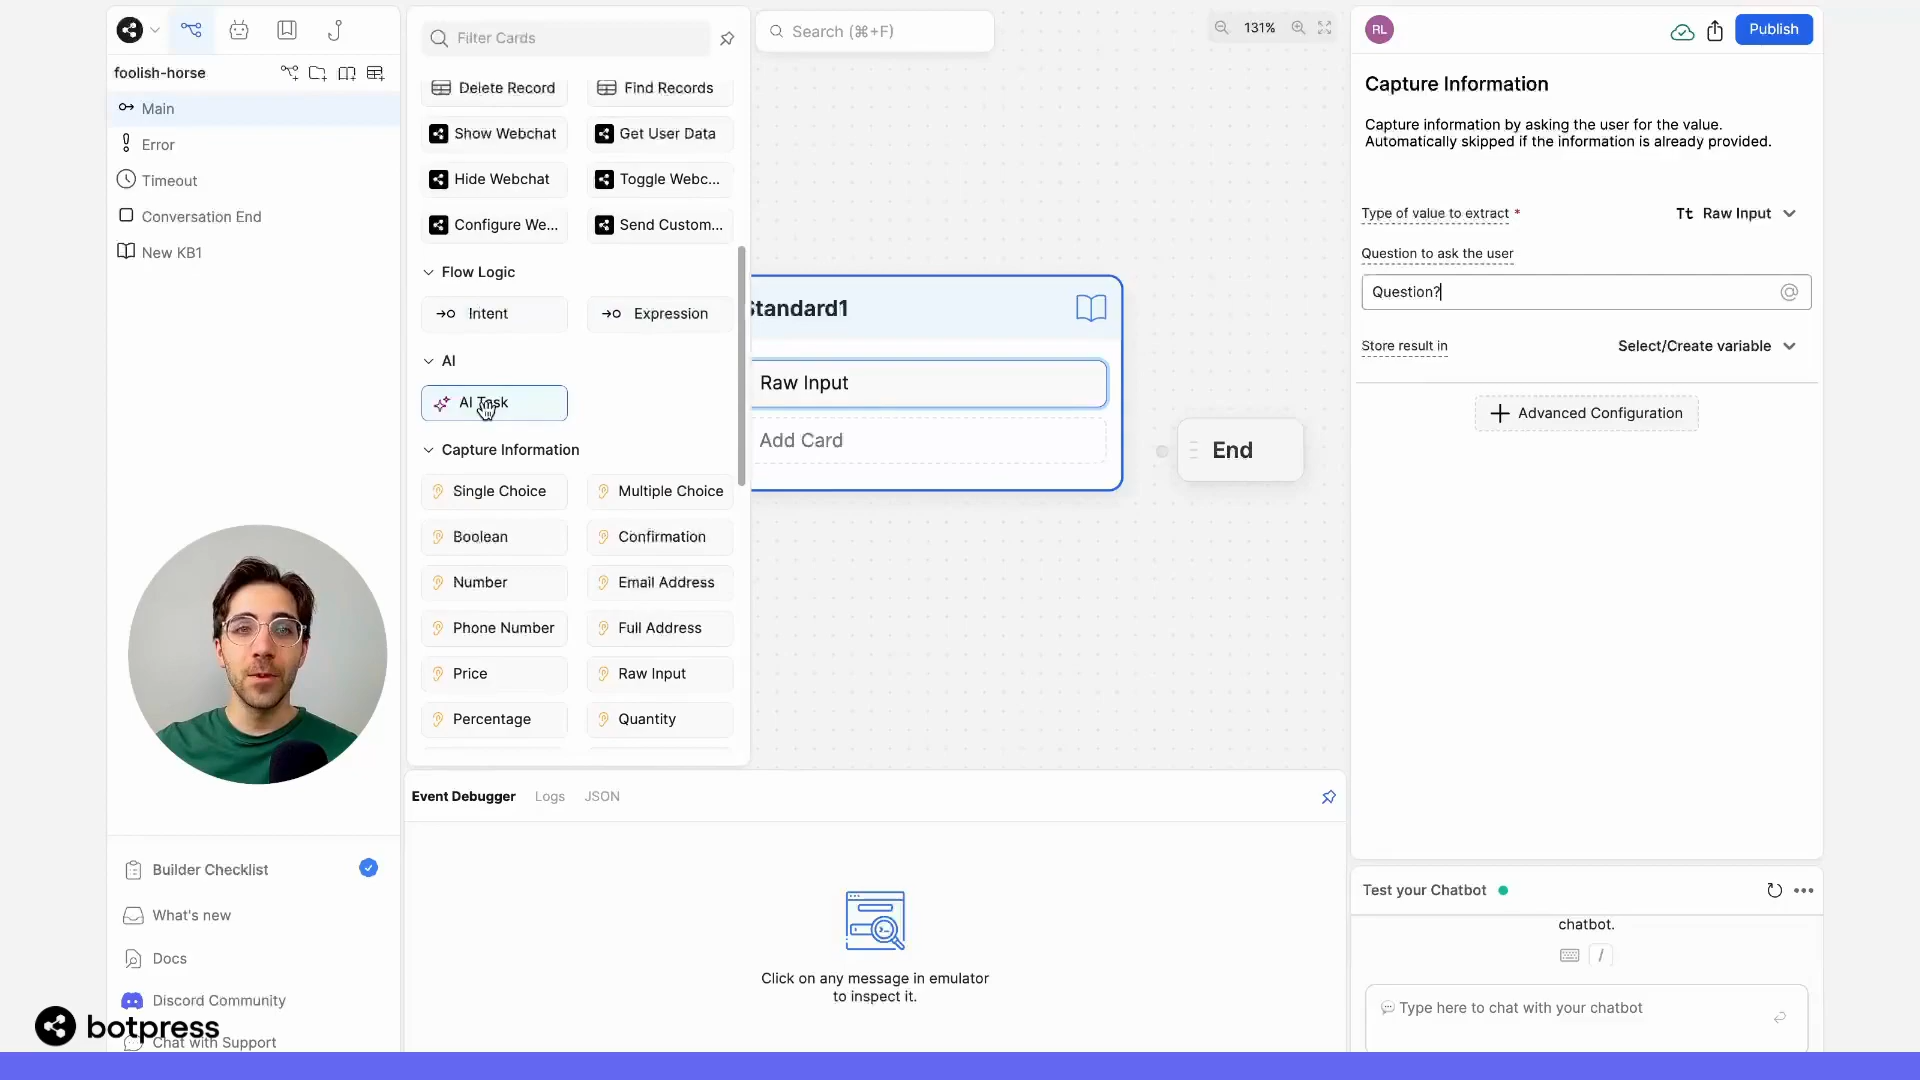 foolish-horse
Main
Error
Timeout
Conversation End
New KB1
Builder Checklist
What's new
Docs
Discord Community
Chat with Support
botpress
Filter Cards
Delete Record
Find Records
Show Webchat
Get User Data
Hide Webchat
Toggle Webc...
Configure We...
Send Custom...
Flow Logic
Intent
Expression
AI
AI Task
Capture Information
Single Choice
Multiple Choice
Boolean
Confirmation
Number
Email Address
Phone Number
Full Address
Price
Raw Input
Percentage
Quantity
Search (⌘+F)
131%
Standard1
Raw Input
Add Card
End
Event Debugger
Logs
JSON
Click on any message in emulator
to inspect it.
RL
Publish
Capture Information
Capture information by asking the user for the value.
Automatically skipped if the information is already provided.
Type of value to extract *
Tt Raw Input
Question to ask the user
Question?
@
Store result in
Select/Create variable
+ Advanced Configuration
Test your Chatbot
chatbot.
/
Type here to chat with your chatbot